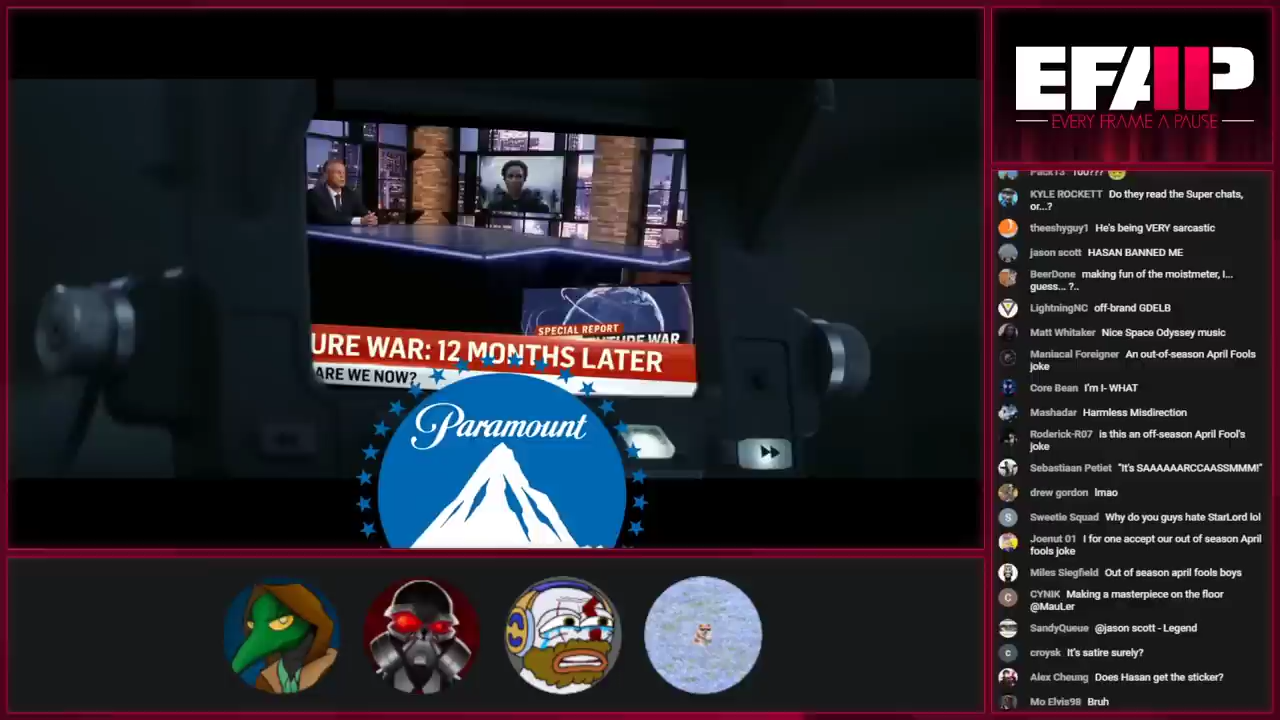 EFAP
EVERY FRAME A PAUSE
SPECIAL REPORT
URE WAR: 12 MONTHS LATER
ARE WE NOW?
Paramount
KYLE ROCKETT Do they read the Super chats,
or...?
theeshyguy1 He's being VERY sarcastic
jason scott HASAN BANNED ME
BeerDone making fun of the moistmeter, I...
guess... ?..
LightningNC off-brand GDELB
Matt Whitaker Nice Space Odyssey music
Maniacal Foreigner An out-of-season April Fools
joke
Core Bean I'm I- WHAT
Mashadar Harmless Misdirection
Roderick-R07 is this an off-season April Fool's
joke
Sebastiaan Petiet "It's SAAAAAARCCAASSMMM!"
drew gordon lmao
S
Sweetie Squad Why do you guys hate StarLord lol
Joenut 01 I for one accept our out of season April
fools joke
Miles Siegfield Out of season april fools boys
C
CYNIK Making a masterpiece on the floor
@MauLer
SandyQueue @jason scott - Legend
C
croysk It's satire surely?
Alex Cheung Does Hasan get the sticker?
Mo Elvis98 Bruh